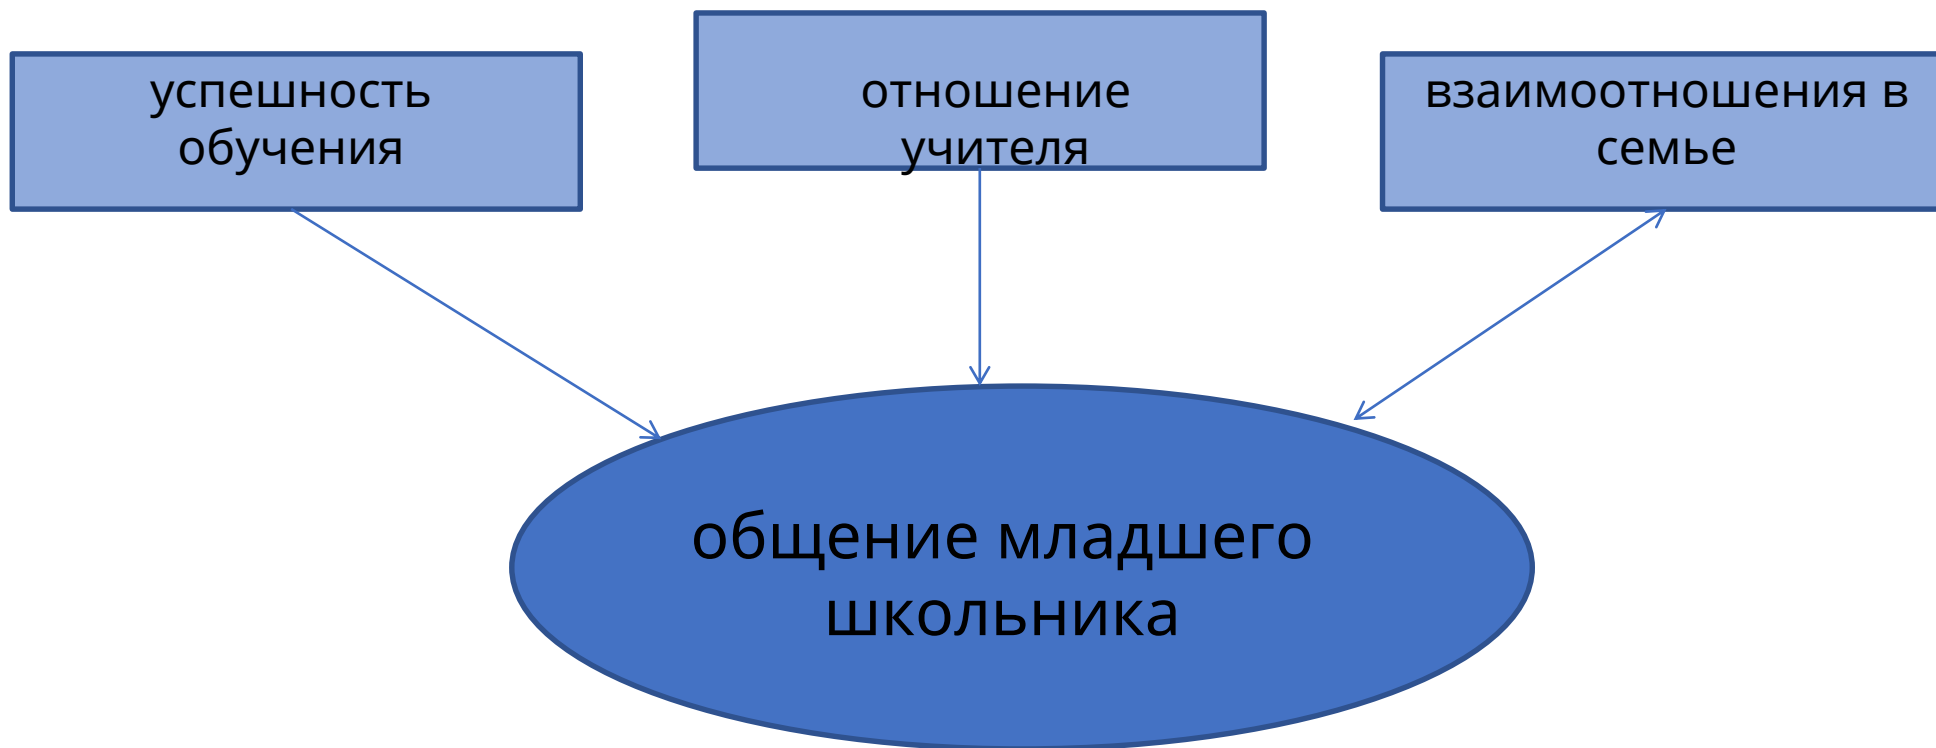 успешность
обучения
отношение
учителя
взаимоотношения в
семье
общение младшего
школьника